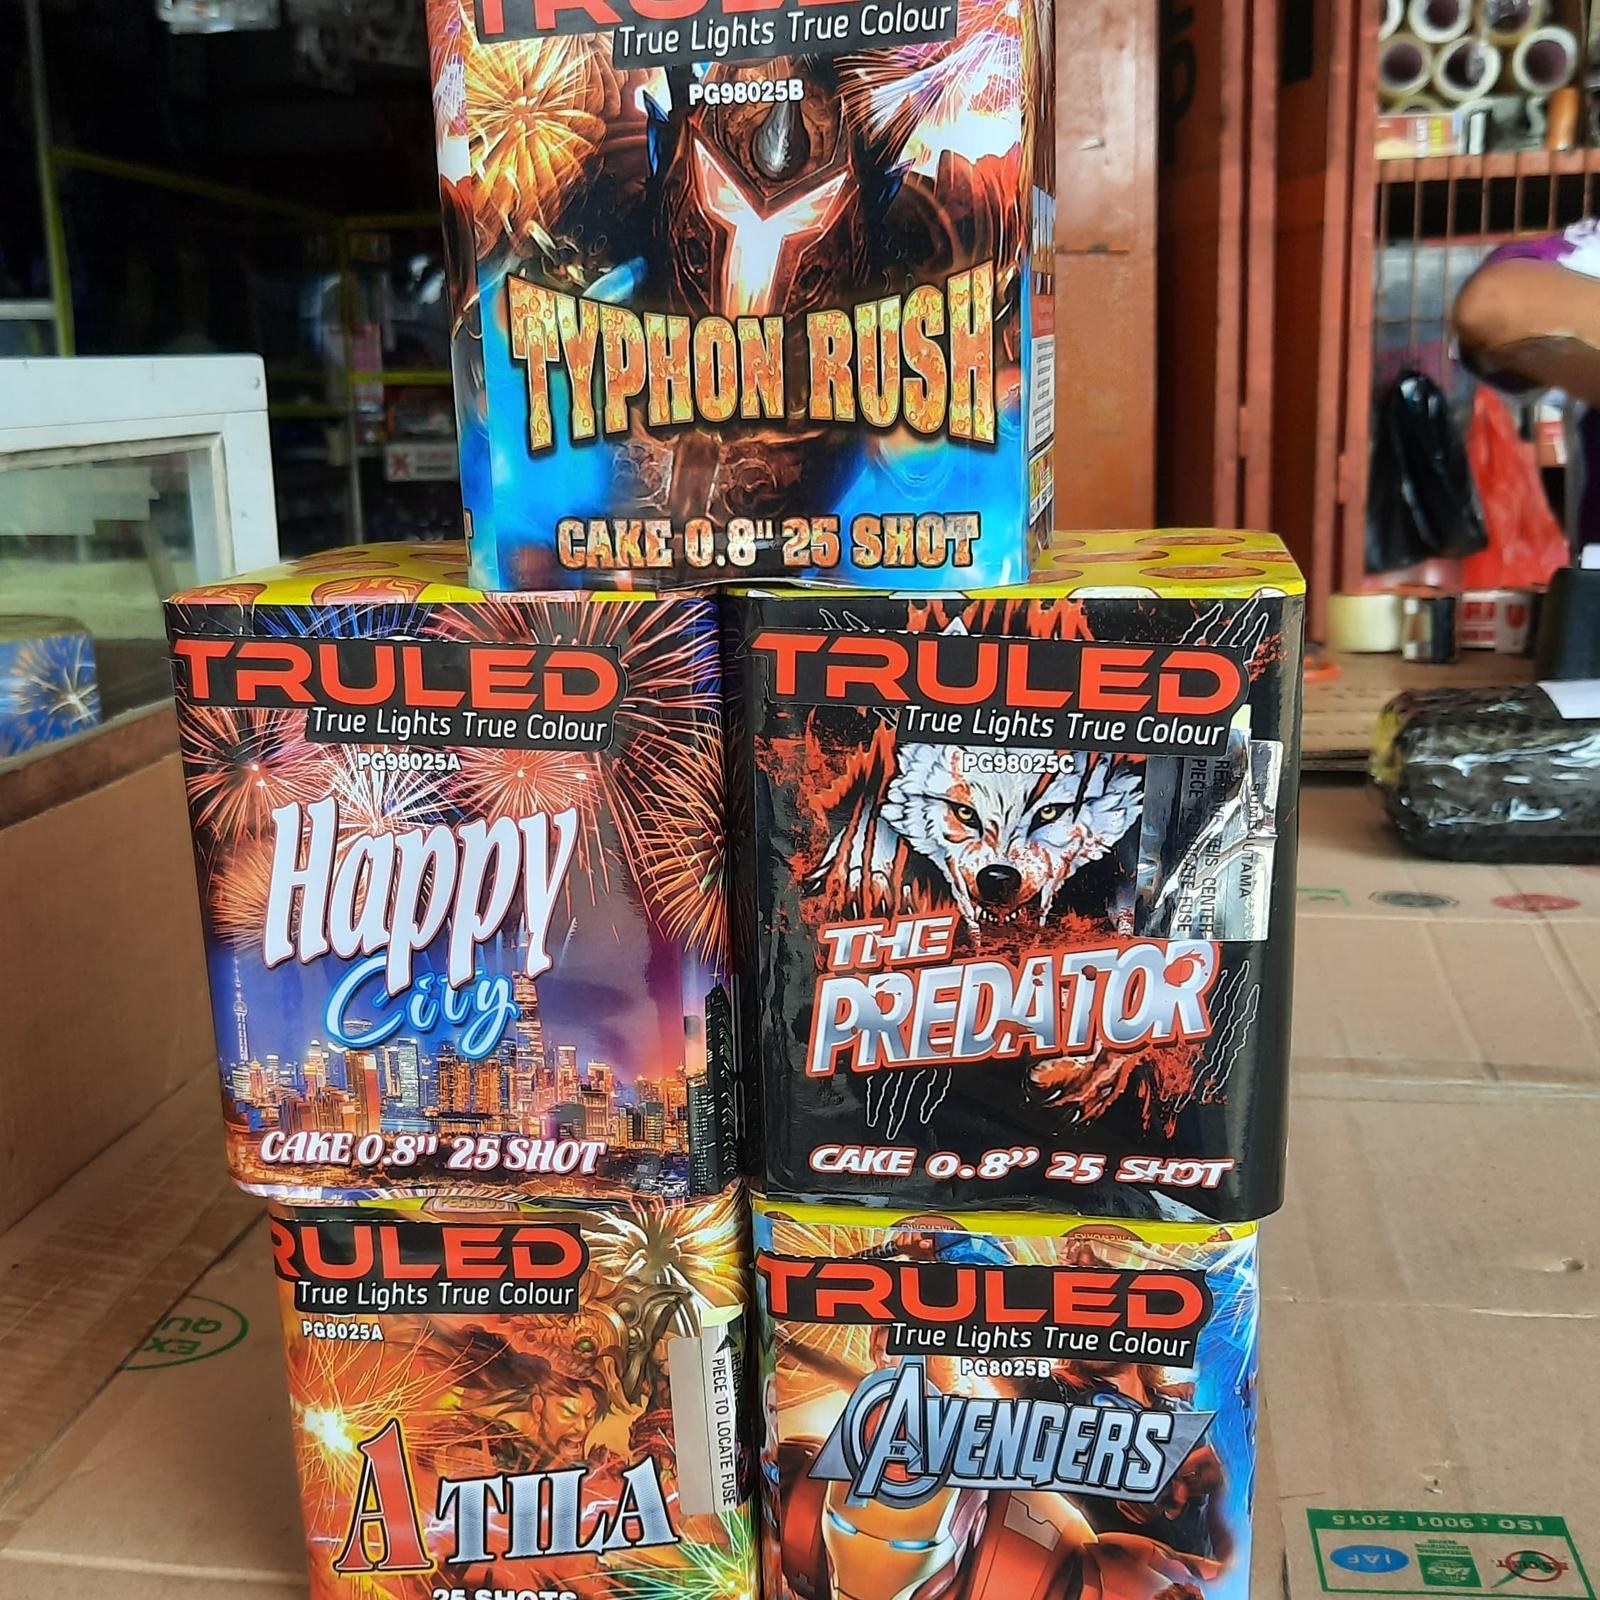 TRULED
True Lights True Colour
PG98025B
TYPHON RUSH
CAKE 0.8" 25 SHOT
TRULED
True Lights True Colour
PG98025A
Happy
City
CAKE 0.8" 25 SHOT
TRULED
True Lights True Colour
PG98025C
THE
PREDATOR
CAKE 0.8" 25 SHOT
RULED
True Lights True Colour
PG8025A
PIECE TO LOCATE FUSE
ATILA
25 SHOTS
TRULED
True Lights True Colour
PG8025B
THE
AVENGERS
ISO : 9001 : 2015
IAF
ias